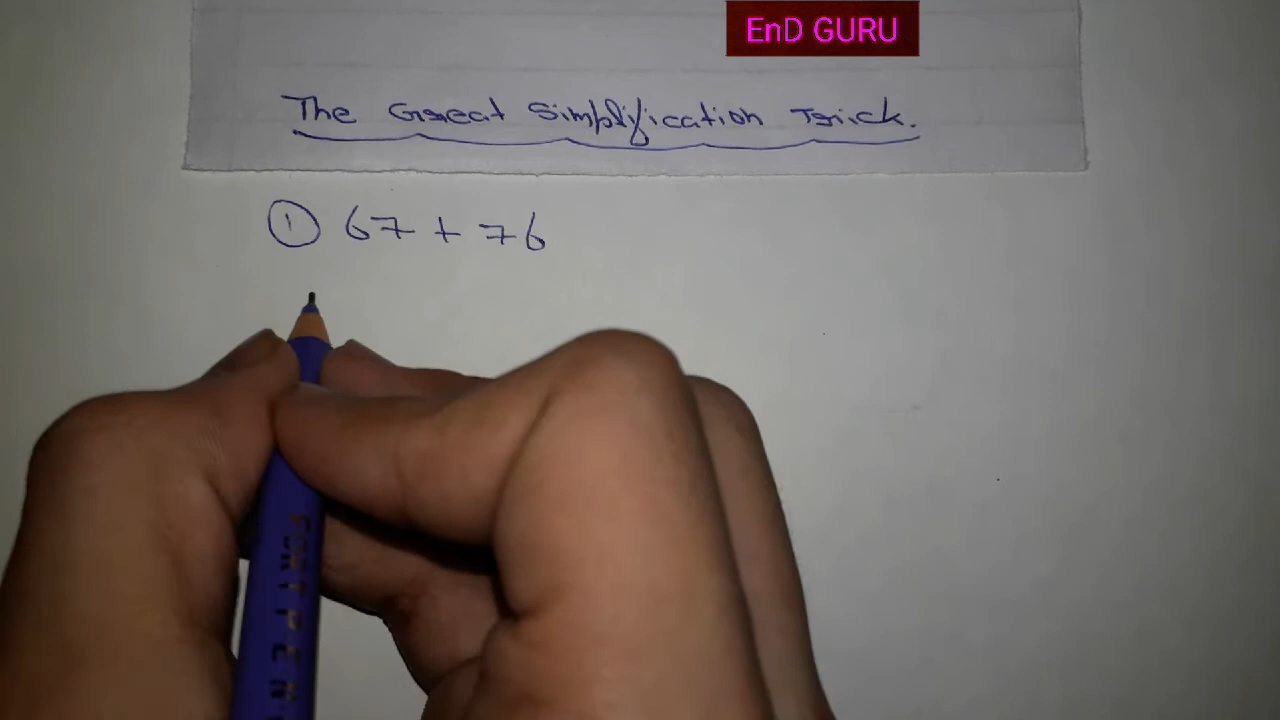 EnD GURU
The Great Simplification Trick.
① 67 + 76